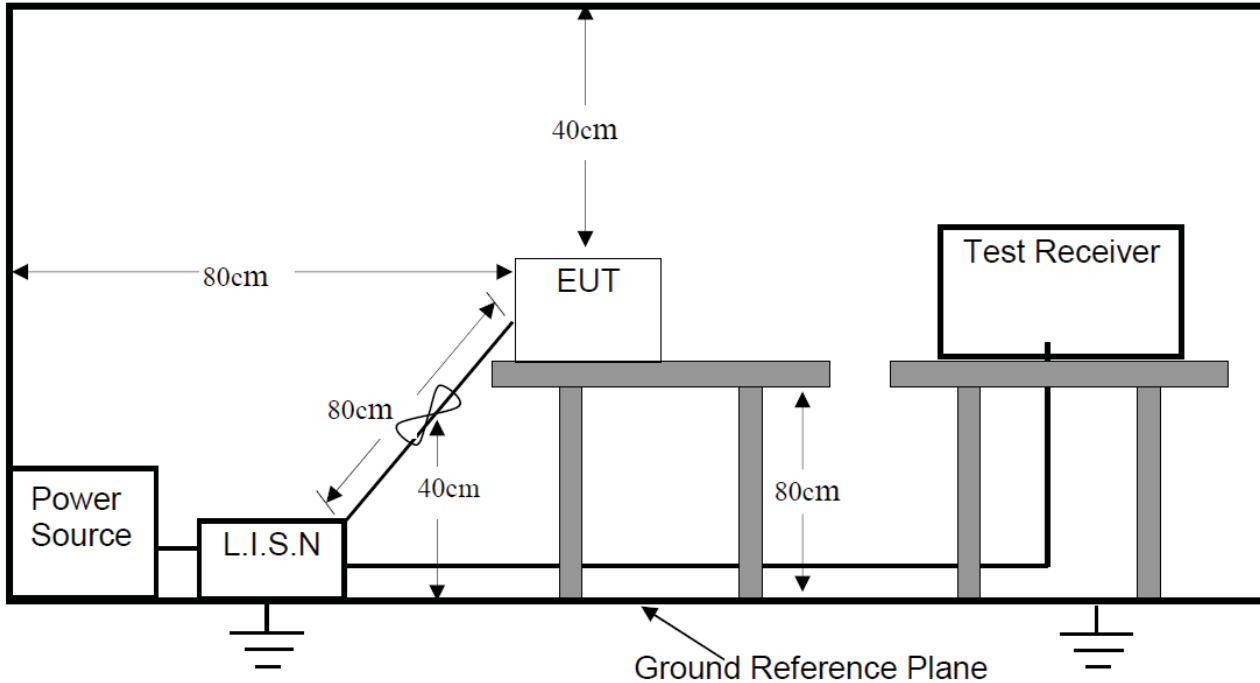 40cm
80cm
EUT
Test Receiver
80cm
40cm
80cm
Power
Source
L.I.S.N
Ground Reference Plane